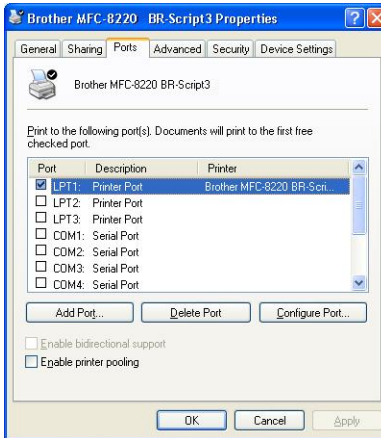 Brother MFC-8220 BR-Script3 Properties
General Sharing Ports Advanced Security Device Settings
Brother MFC-8220 BR-Script3
Print to the following port(s). Documents will print to the first free
checked port.
Port Description Printer
LPT1: Printer Port Brother MFC-8220 BR-Scri...
LPT2: Printer Port
LPT3: Printer Port
COM1: Serial Port
COM2: Serial Port
COM3: Serial Port
COM4: Serial Port
Add Port... Delete Port Configure Port...
Enable bidirectional support
Enable printer pooling
OK Cancel Apply